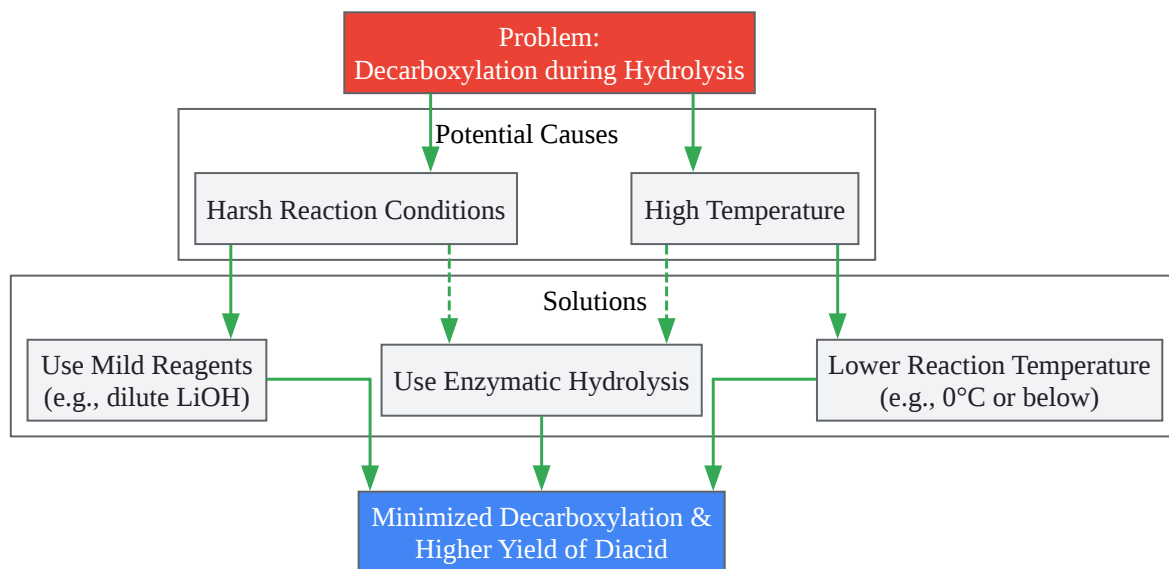 Problem:
Decarboxylation during Hydrolysis
Potential Causes
Harsh Reaction Conditions
High Temperature
Solutions
Use Mild Reagents
(e.g., dilute LiOH)
Use Enzymatic Hydrolysis
Lower Reaction Temperature
(e.g., 0°C or below)
Minimized Decarboxylation &
Higher Yield of Diacid